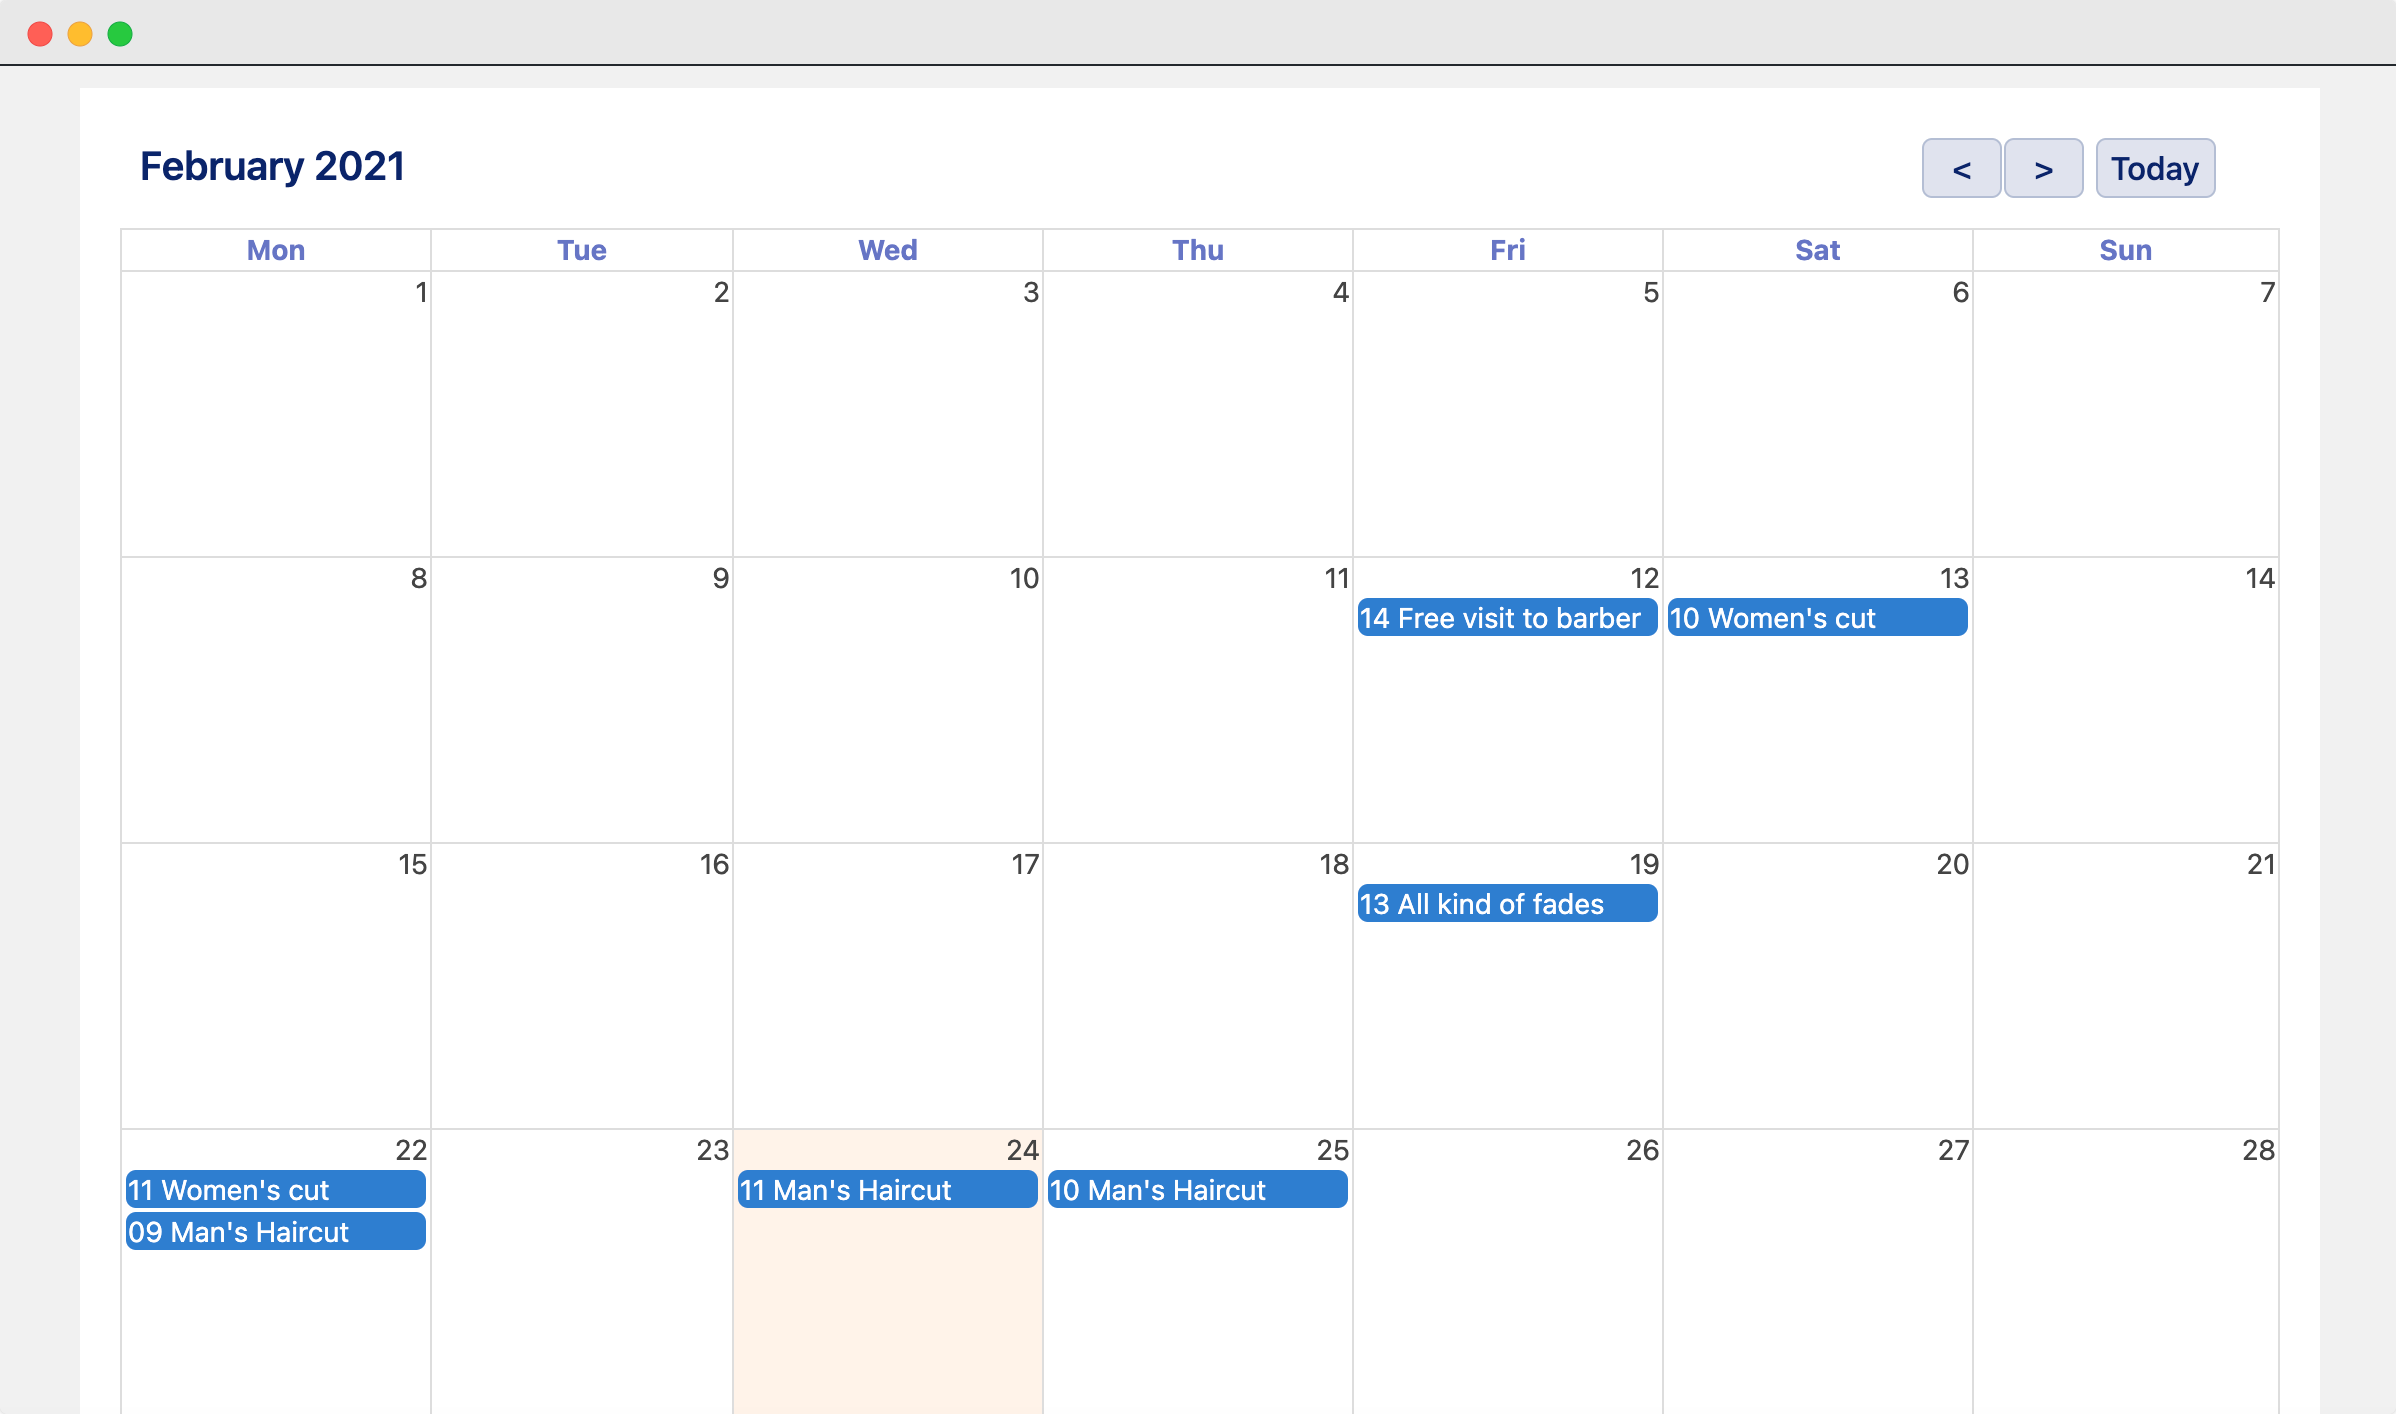 February 2021
< > Today
Mon Tue Wed Thu Fri Sat Sun
1 2 3 4 5 6 7
8 9 10 11 12 13 14
14 Free visit to barber 10 Women's cut
15 16 17 18 19 20 21
13 All kind of fades
22 23 24 25 26 27 28
11 Women's cut 11 Man's Haircut 10 Man's Haircut
09 Man's Haircut